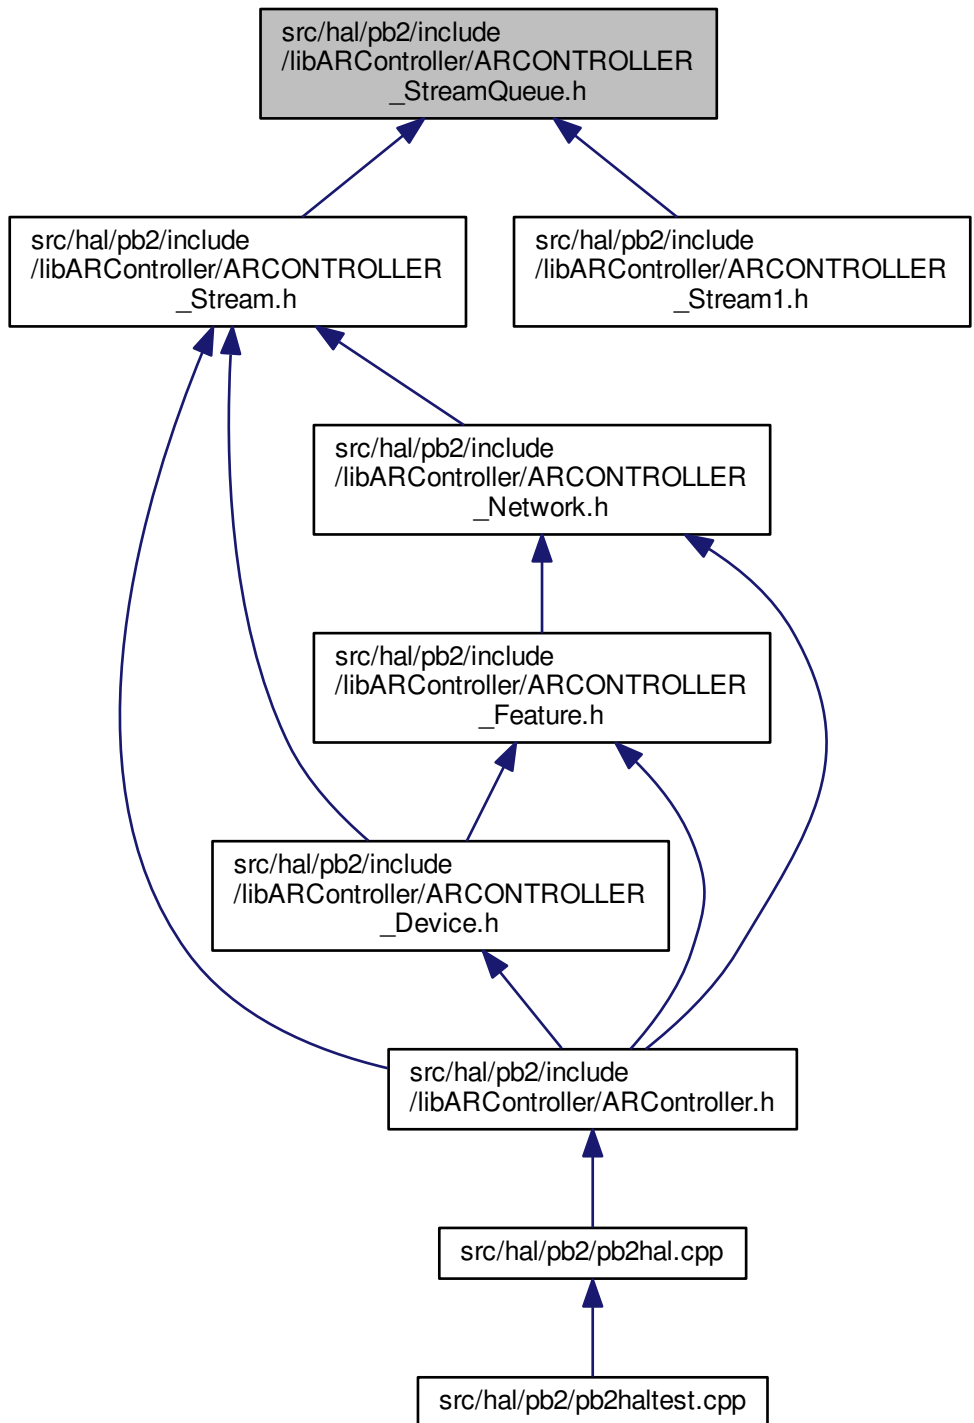 src/hal/pb2/include
/libARController/ARCONTROLLER
_StreamQueue.h
src/hal/pb2/include
/libARController/ARCONTROLLER
_Stream.h
src/hal/pb2/include
/libARController/ARCONTROLLER
_Stream1.h
src/hal/pb2/include
/libARController/ARCONTROLLER
_Network.h
src/hal/pb2/include
/libARController/ARCONTROLLER
_Feature.h
src/hal/pb2/include
/libARController/ARCONTROLLER
_Device.h
src/hal/pb2/include
/libARController/ARController.h
src/hal/pb2/pb2hal.cpp
src/hal/pb2/pb2haltest.cpp